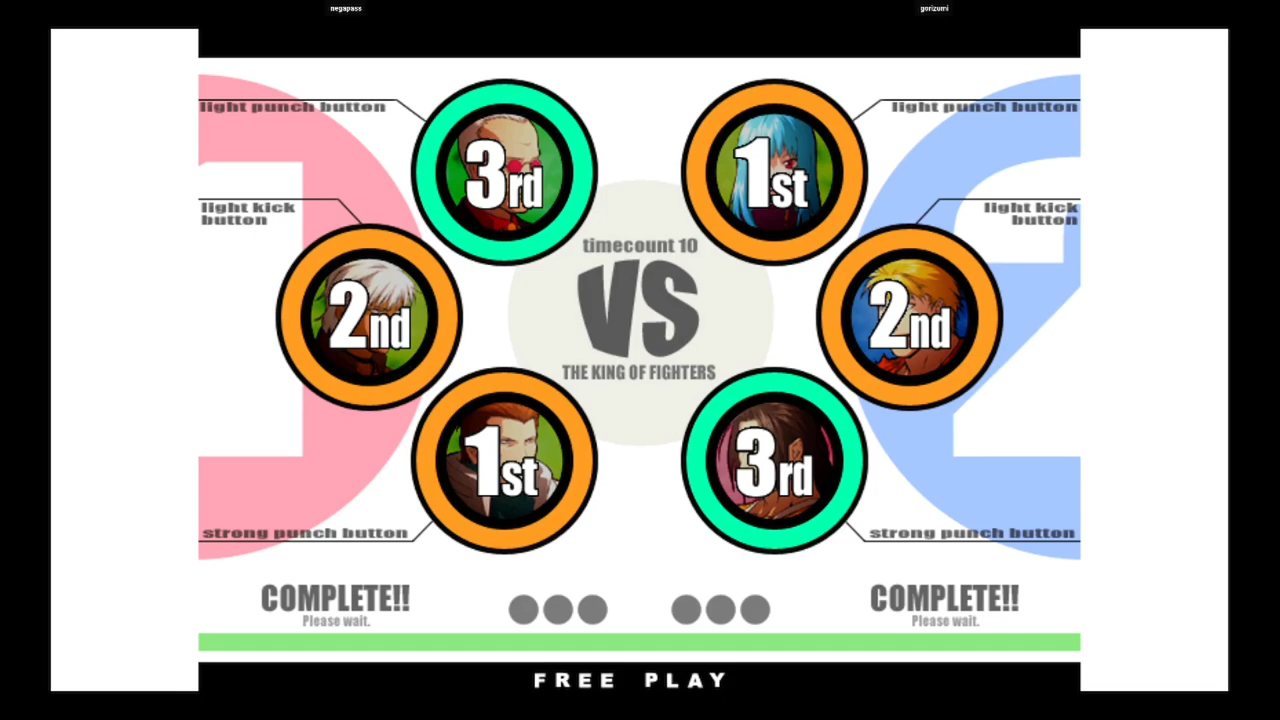 negapass
gorizumi
light punch button
light punch button
3rd
1st
light kick
button
light kick
button
timecount 10
VS
THE KING OF FIGHTERS
2nd
2nd
1st
3rd
strong punch button
strong punch button
COMPLETE!!
Please wait.
COMPLETE!!
Please wait.
FREE PLAY